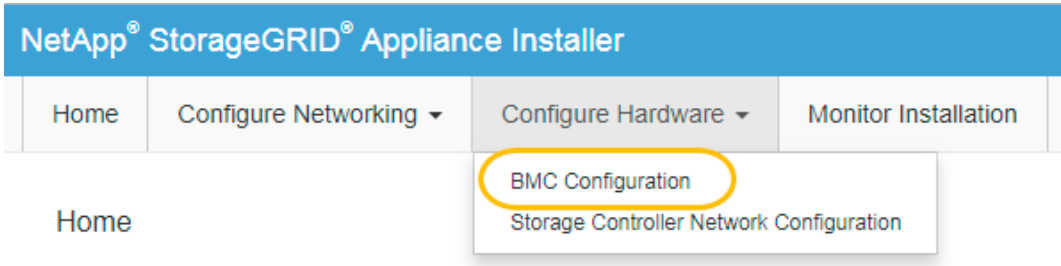 NetApp® StorageGRID® Appliance Installer
Home Configure Networking Configure Hardware Monitor Installation
BMC Configuration
Home Storage Controller Network Configuration